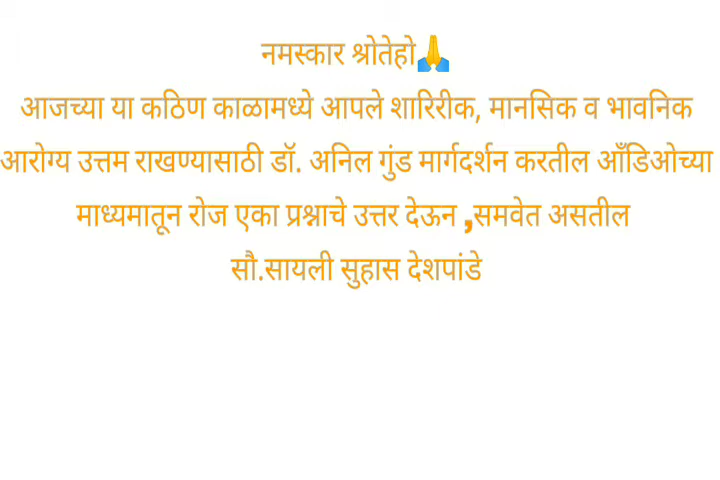 नमस्कार श्रोतेहो🙏
आजच्या या कठिण काळामध्ये आपले शारिरीक, मानसिक व भावनिक
आरोग्य उत्तम राखण्यासाठी डॉ. अनिल गुंड मार्गदर्शन करतील आँडिओच्या
माध्यमातून रोज एका प्रश्नाचे उत्तर देऊन ,समवेत असतील
सौ.सायली सुहास देशपांडे